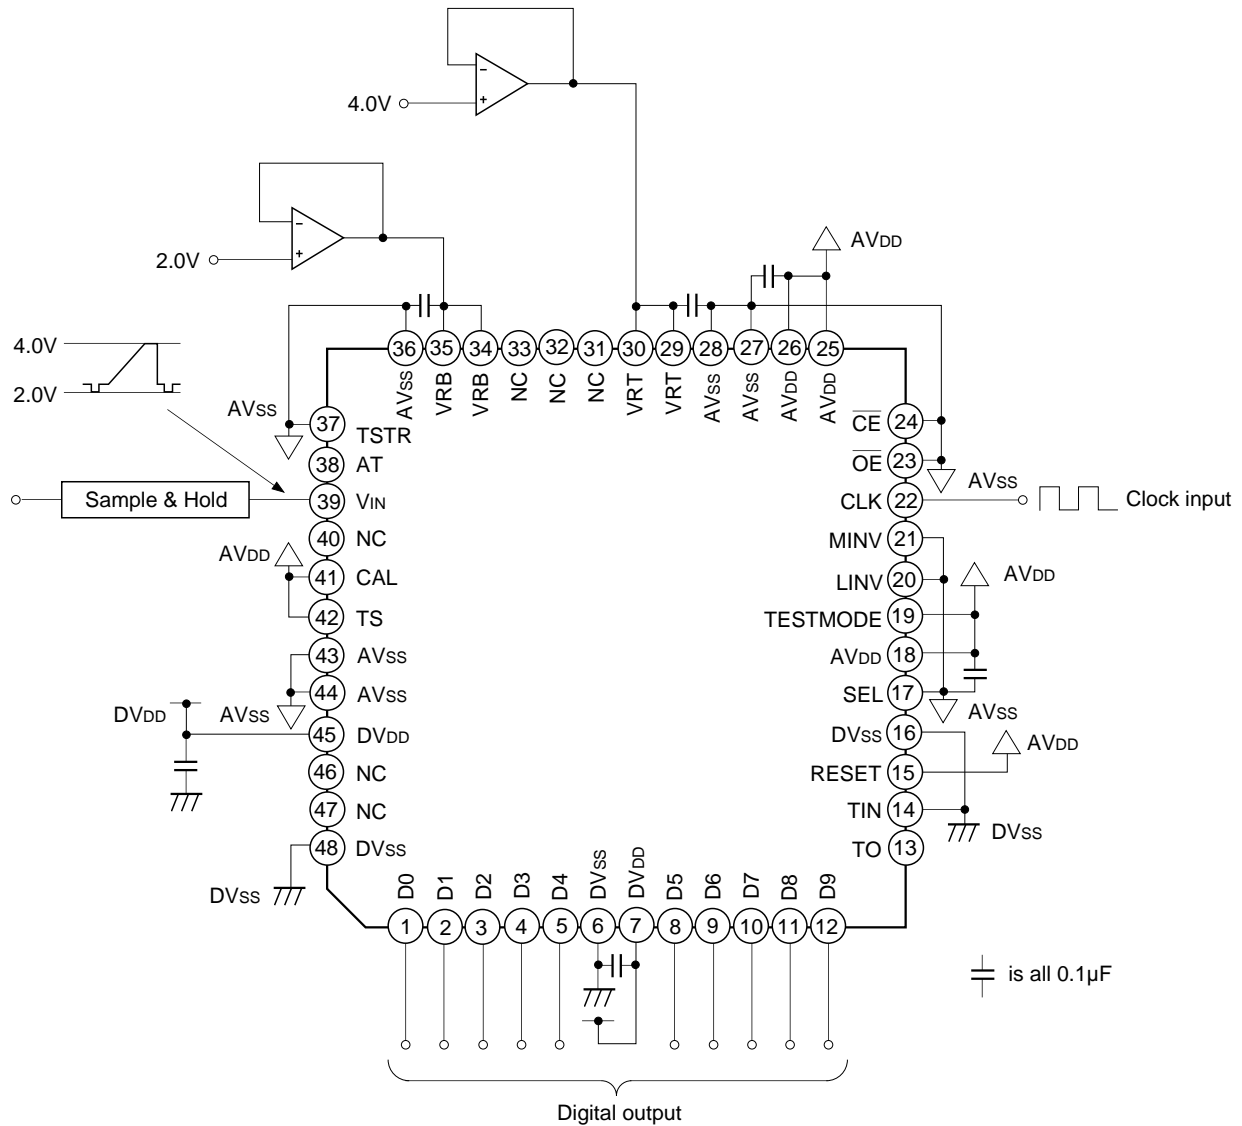 4.0V
−
+
2.0V
−
+
AVDD
4.0V
2.0V
36 35 34 33 32 31 30 29 28 27 26 25
AVSS VRB VRB NC NC NC VRT VRT AVSS AVSS AVDD AVDD
AVSS
37 TSTR
38 AT
Sample & Hold
39 VIN
40 NC
AVDD
41 CAL
42 TS
43 AVSS
44 AVSS
AVSS
DVDD
45 DVDD
46 NC
47 NC
48 DVSS
DVSS
CE 24
OE 23
AVSS
CLK 22
Clock input
MINV 21
LINV 20
AVDD
TESTMODE 19
AVDD 18
SEL 17
AVSS
DVSS 16
AVDD
RESET 15
TIN 14
DVSS
TO 13
D0 D1 D2 D3 D4 DVSS DVDD D5 D6 D7 D8 D9
1 2 3 4 5 6 7 8 9 10 11 12
is all 0.1µF
Digital output